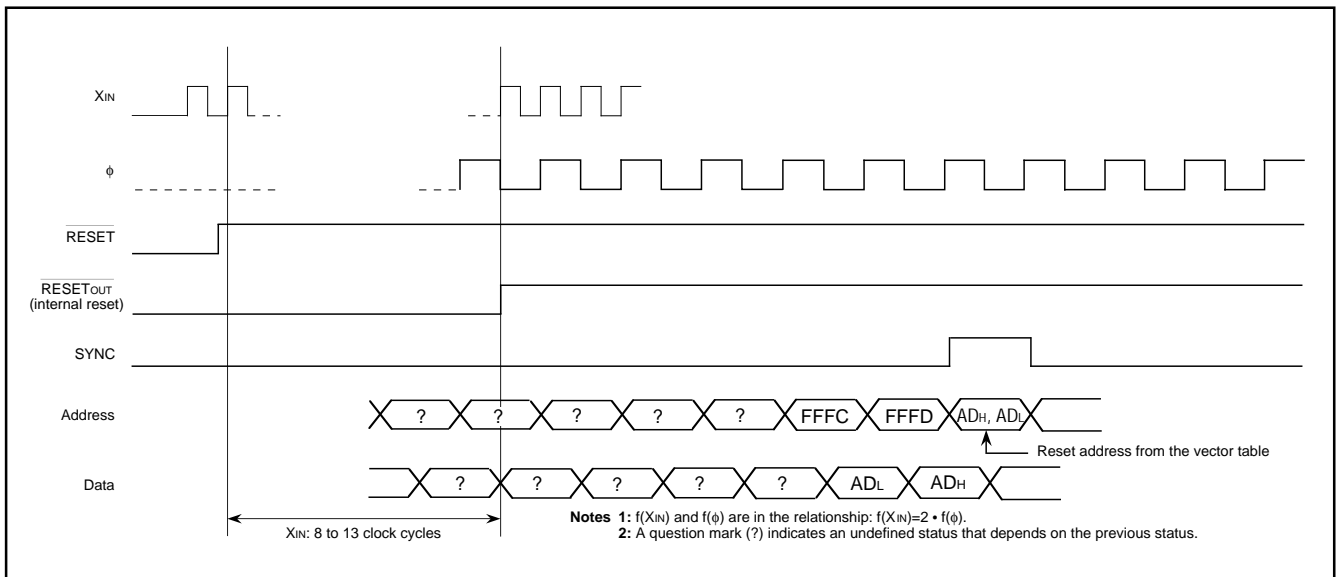 XIN
ϕ
RESET
RESETOUT
(internal reset)
SYNC
Address
? ? ? ? ? FFFC FFFD ADH, ADL
Reset address from the vector table
Data
? ? ? ? ? ADL ADH
XIN: 8 to 13 clock cycles
Notes 1: f(XIN) and f(ϕ) are in the relationship: f(XIN)=2 • f(ϕ).
2: A question mark (?) indicates an undefined status that depends on the previous status.